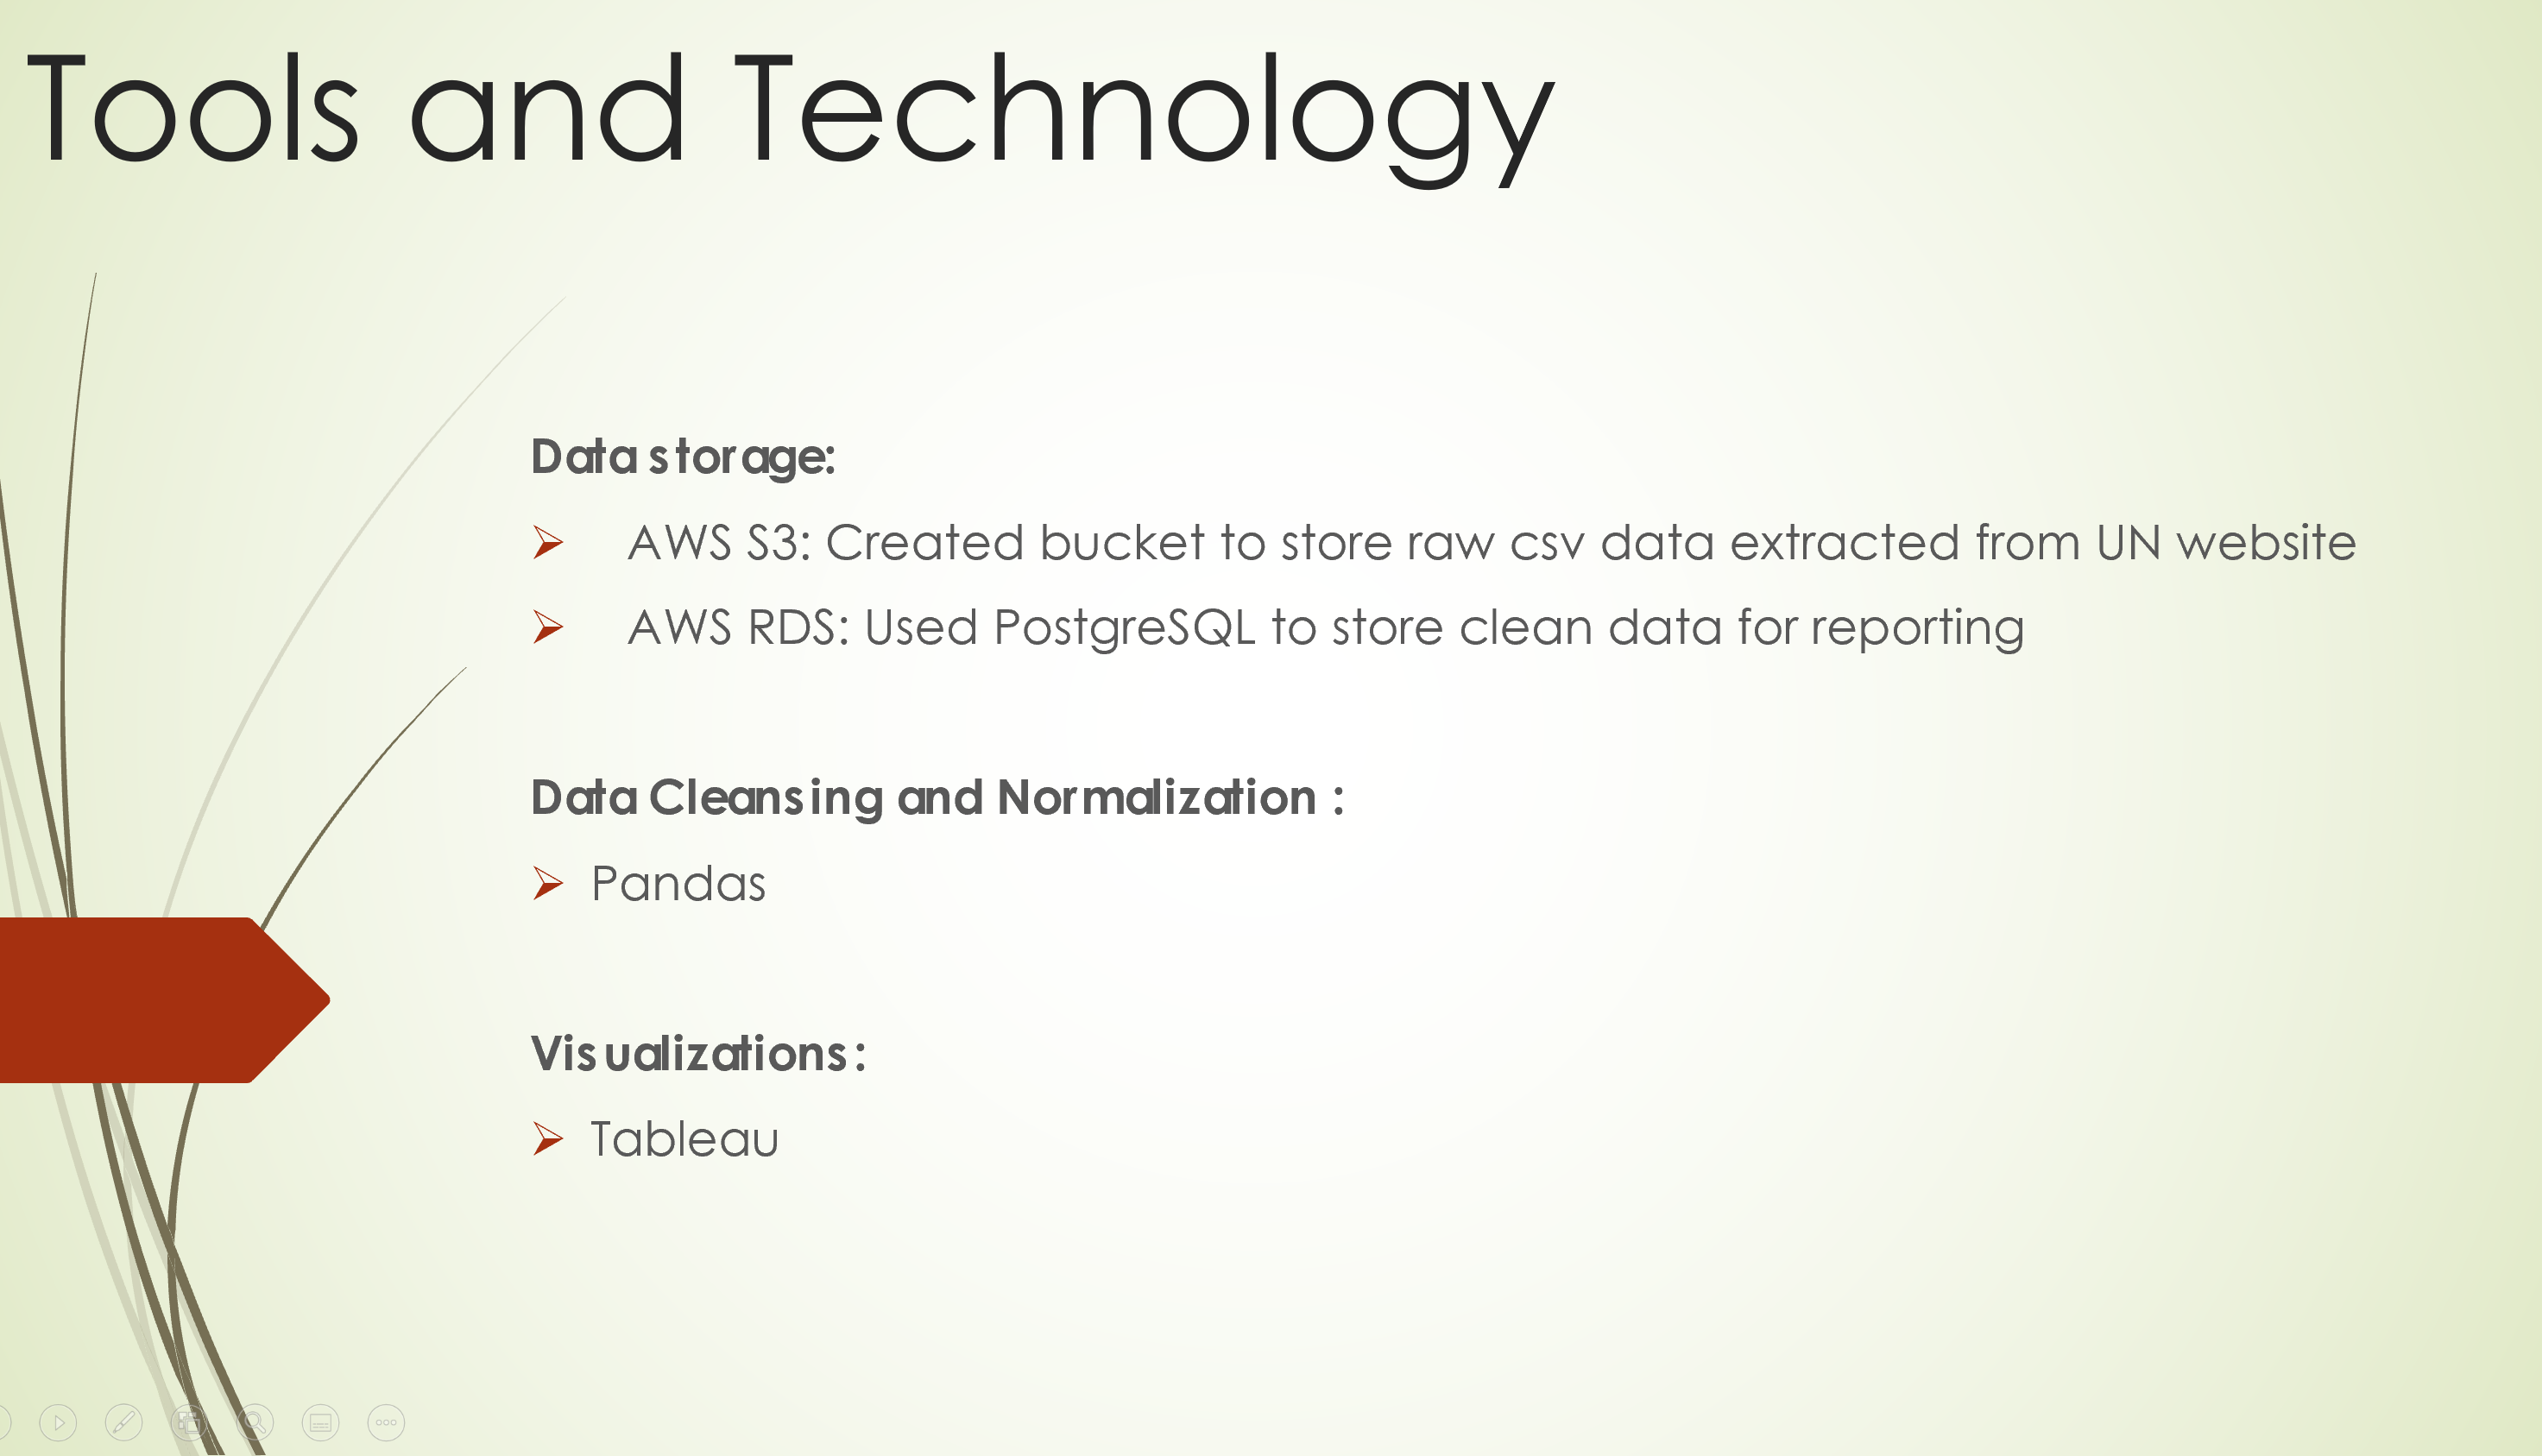 Tools and Technology
Data storage:
AWS S3: Created bucket to store raw csv data extracted from UN website
AWS RDS: Used PostgreSQL to store clean data for reporting
Data Cleansing and Normalization :
Pandas
Visualizations:
Tableau